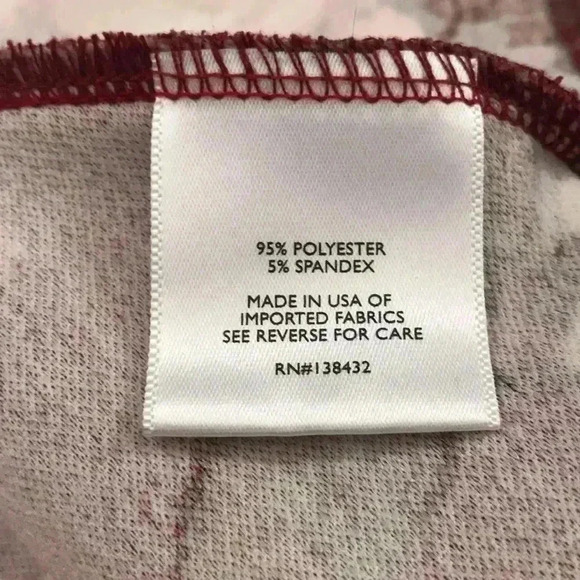 95% POLYESTER
5% SPANDEX
MADE IN USA OF
IMPORTED FABRICS
SEE REVERSE FOR CARE
RN#138432